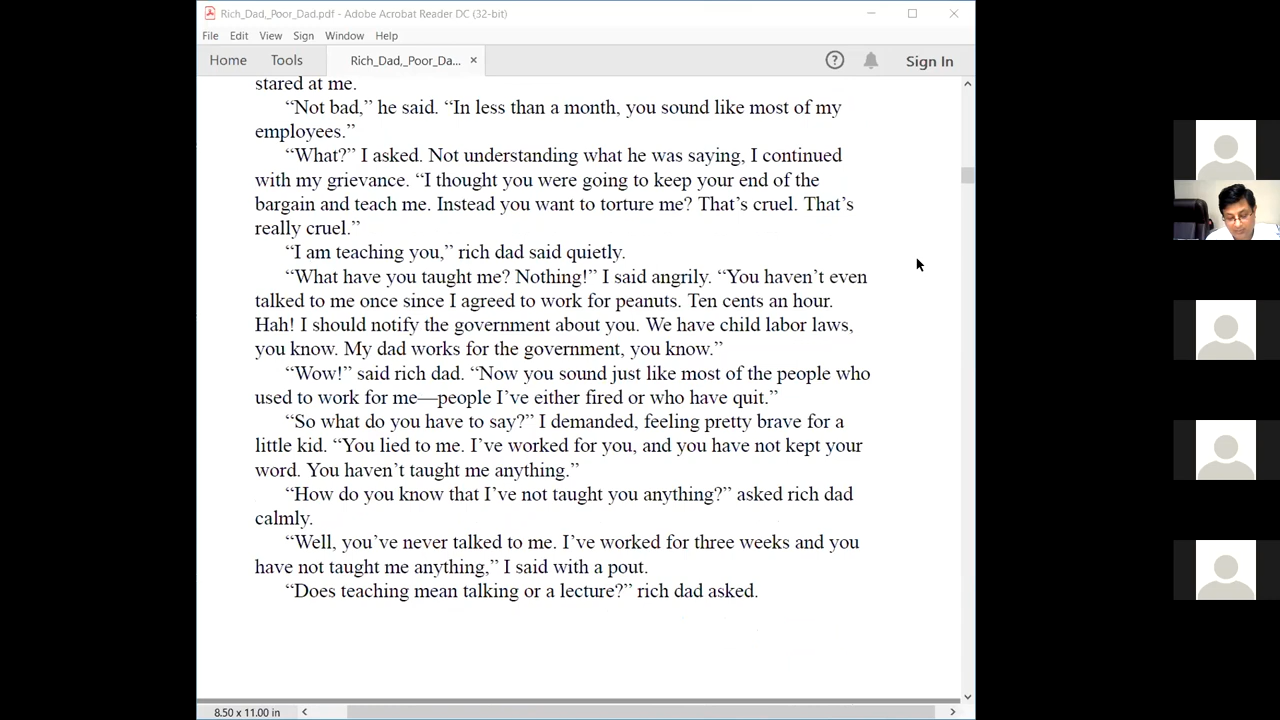 Rich_Dad,_Poor_Dad.pdf - Adobe Acrobat Reader DC (32-bit)
File Edit View Sign Window Help
Home Tools Rich_Dad,_Poor_Da... × ? Sign In
stared at me.
“Not bad,” he said. “In less than a month, you sound like most of my
employees.”
“What?” I asked. Not understanding what he was saying, I continued
with my grievance. “I thought you were going to keep your end of the
bargain and teach me. Instead you want to torture me? That’s cruel. That’s
really cruel.”
“I am teaching you,” rich dad said quietly.
“What have you taught me? Nothing!” I said angrily. “You haven’t even
talked to me once since I agreed to work for peanuts. Ten cents an hour.
Hah! I should notify the government about you. We have child labor laws,
you know. My dad works for the government, you know.”
“Wow!” said rich dad. “Now you sound just like most of the people who
used to work for me—people I’ve either fired or who have quit.”
“So what do you have to say?” I demanded, feeling pretty brave for a
little kid. “You lied to me. I’ve worked for you, and you have not kept your
word. You haven’t taught me anything.”
“How do you know that I’ve not taught you anything?” asked rich dad
calmly.
“Well, you’ve never talked to me. I’ve worked for three weeks and you
have not taught me anything,” I said with a pout.
“Does teaching mean talking or a lecture?” rich dad asked.
8.50 x 11.00 in